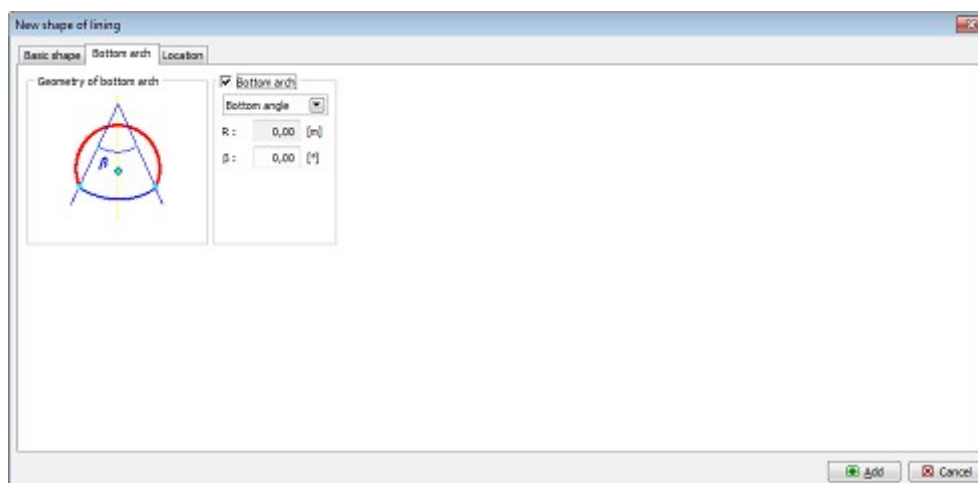 New shape of lining
Basic shape Bottom arch Location
Geometry of bottom arch
β
Bottom arch
Bottom angle
R : 0,00 [m]
β : 0,00 [°]
Add Cancel